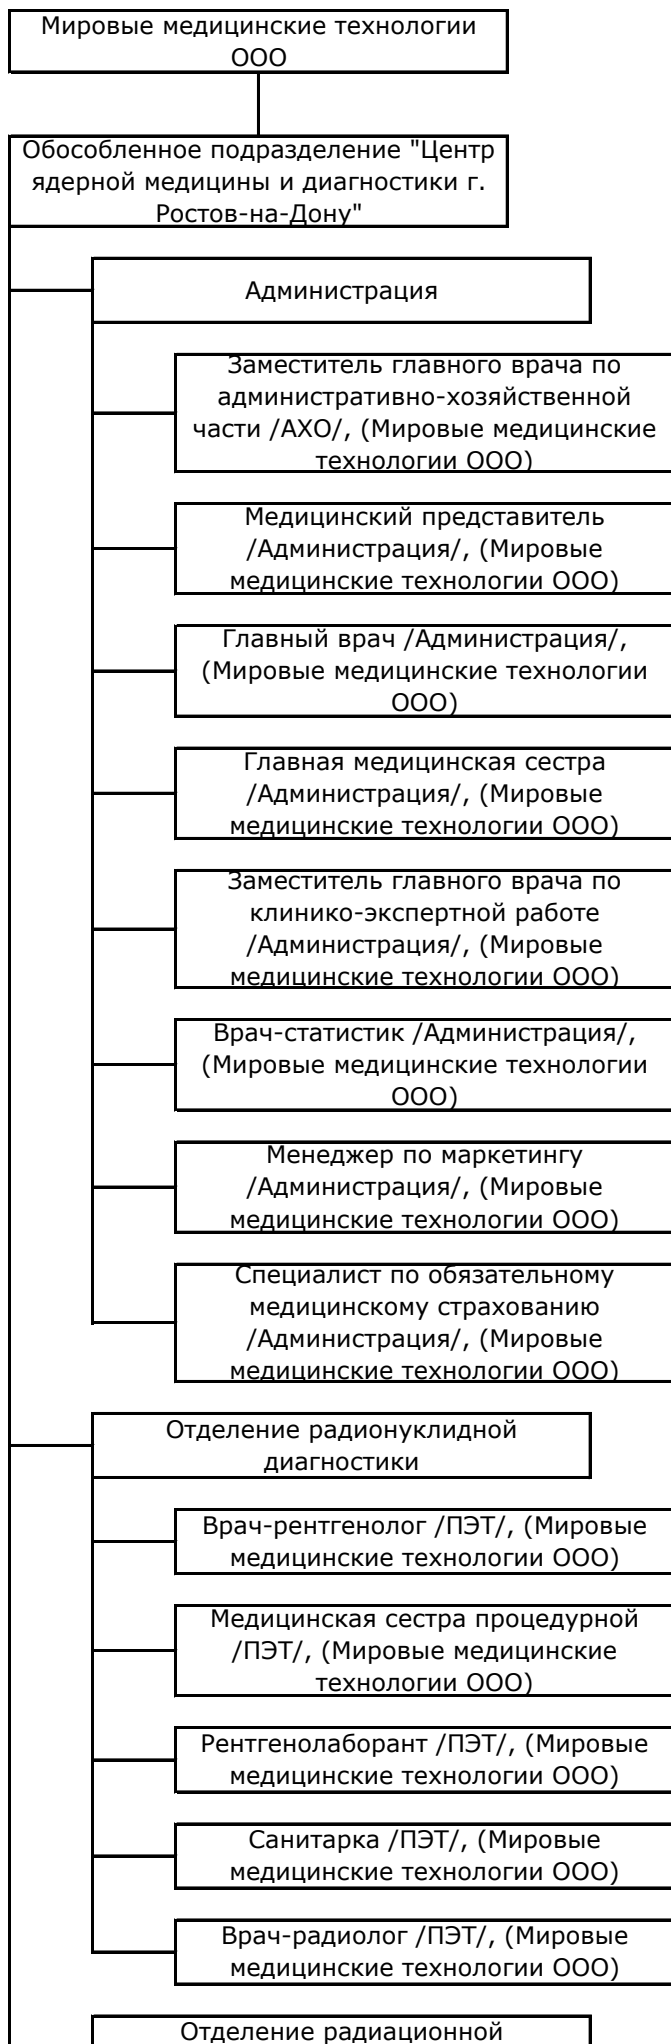 Мировые медицинские технологии
ООО
Обособленное подразделение "Центр
ядерной медицины и диагностики г.
Ростов-на-Дону"
Администрация
Заместитель главного врача по
административно-хозяйственной
части /АХО/, (Мировые медицинские
технологии ООО)
Медицинский представитель
/Администрация/, (Мировые
медицинские технологии ООО)
Главный врач /Администрация/,
(Мировые медицинские технологии
ООО)
Главная медицинская сестра
/Администрация/, (Мировые
медицинские технологии ООО)
Заместитель главного врача по
клинико-экспертной работе
/Администрация/, (Мировые
медицинские технологии ООО)
Врач-статистик /Администрация/,
(Мировые медицинские технологии
ООО)
Менеджер по маркетингу
/Администрация/, (Мировые
медицинские технологии ООО)
Специалист по обязательному
медицинскому страхованию
/Администрация/, (Мировые
медицинские технологии ООО)
Отделение радионуклидной
диагностики
Врач-рентгенолог /ПЭТ/, (Мировые
медицинские технологии ООО)
Медицинская сестра процедурной
/ПЭТ/, (Мировые медицинские
технологии ООО)
Рентгенолаборант /ПЭТ/, (Мировые
медицинские технологии ООО)
Санитарка /ПЭТ/, (Мировые
медицинские технологии ООО)
Врач-радиолог /ПЭТ/, (Мировые
медицинские технологии ООО)
Отделение радиационной